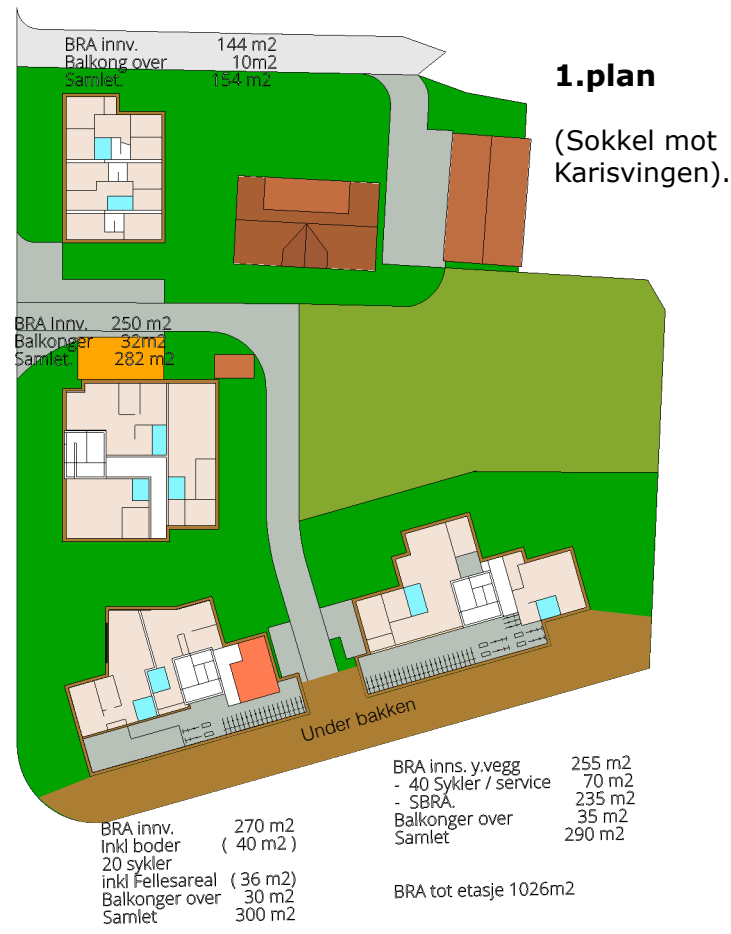 BRA innv. 144 m2
Balkong over 10m2
Samlet. 154 m2
1.plan
(Sokkel mot
Karisvingen).
BRA Innv. 250 m2
Balkonger 32m2
Samlet. 282 m2
Under bakken
BRA innv. 270 m2
Inkl boder ( 40 m2 )
20 sykler
inkl Fellesareal ( 36 m2)
Balkonger over 30 m2
Samlet 300 m2
BRA inns. y.vegg 255 m2
- 40 Sykler / service 70 m2
- SBRA. 235 m2
Balkonger over 35 m2
Samlet 290 m2
BRA tot etasje 1026m2